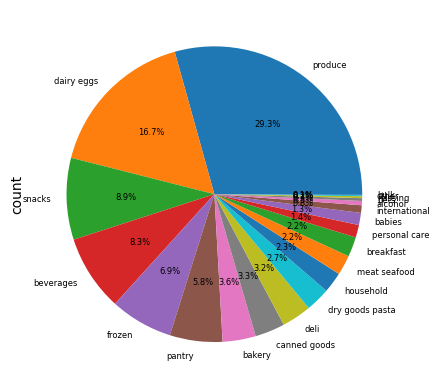 produce
dairy eggs
snacks
beverages
frozen
pantry
bakery
canned goods
deli
dry goods pasta
household
meat seafood
breakfast
personal care
babies
international
alcohol
count
29.3%
16.7%
8.9%
8.3%
6.9%
5.8%
3.6%
3.3%
3.2%
2.7%
2.3%
2.2%
2.2%
1.4%
1.3%